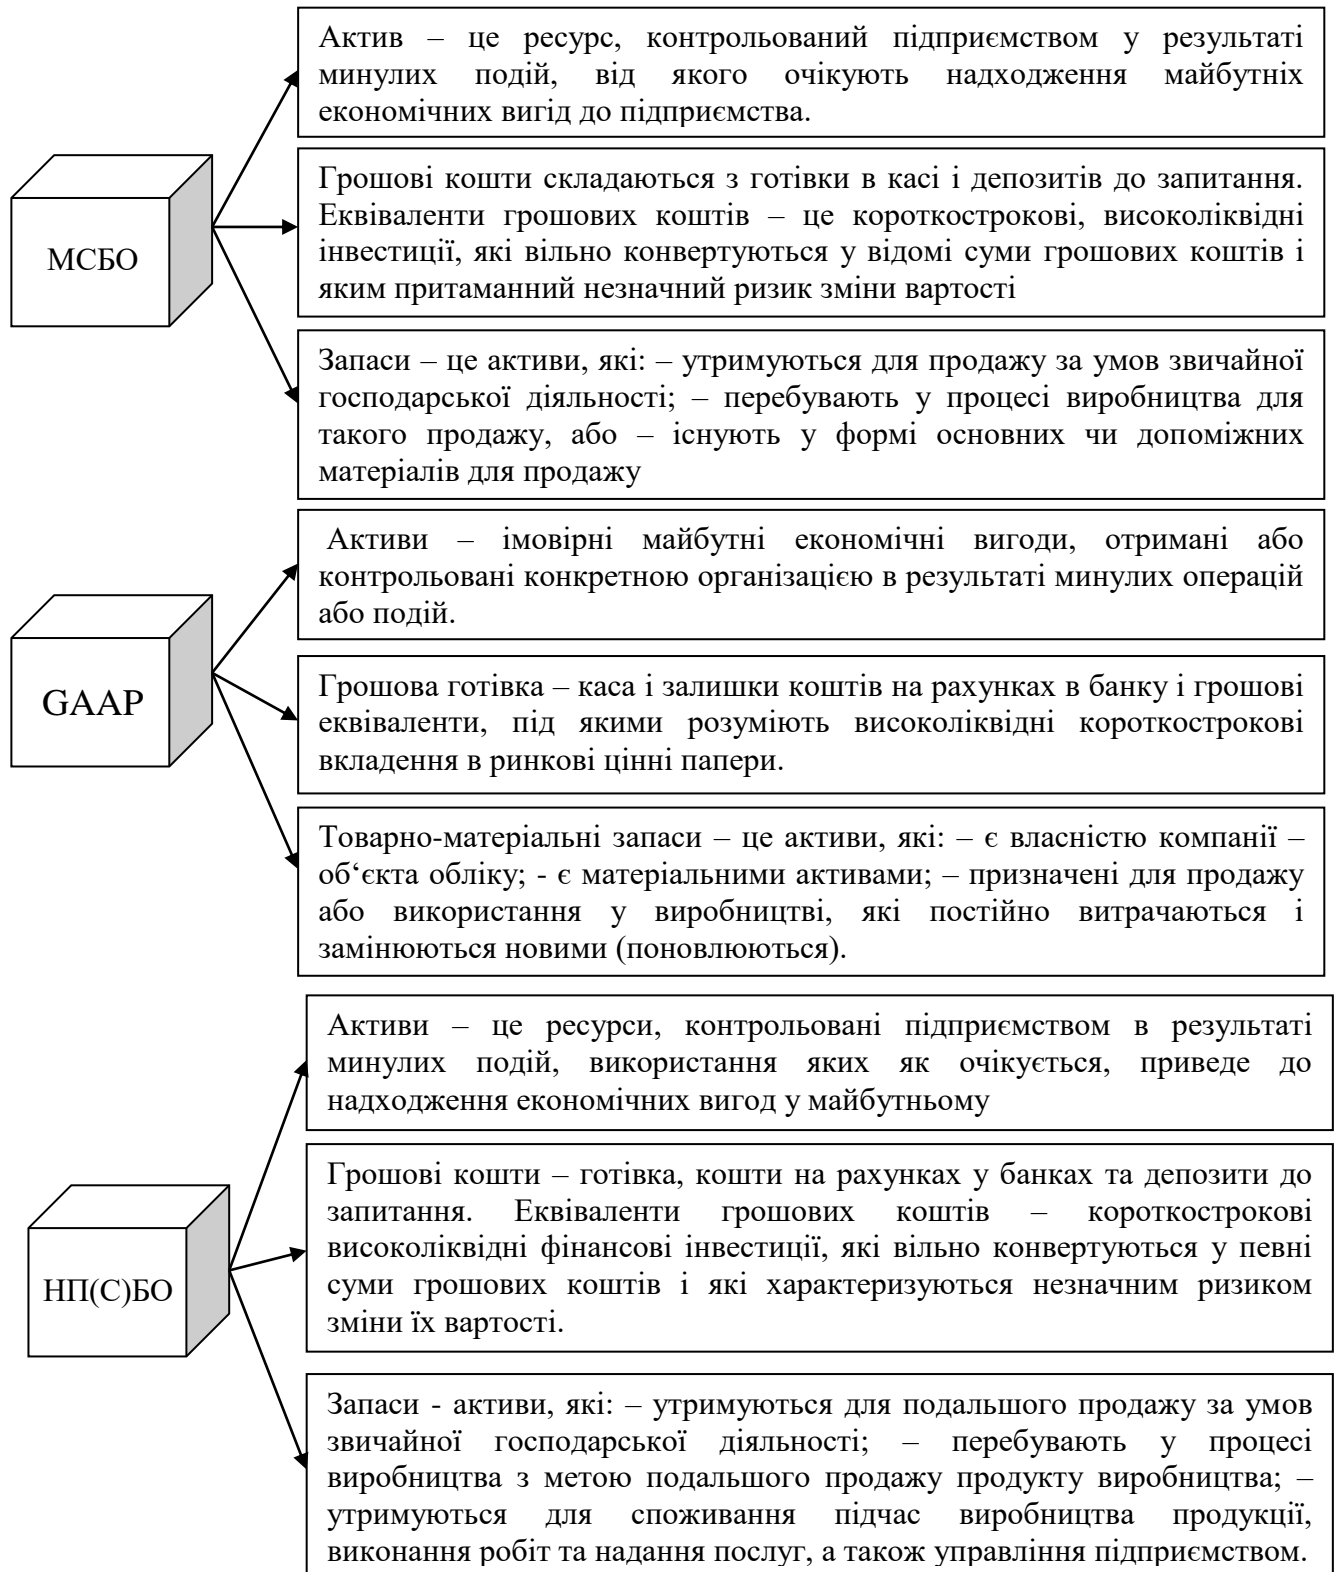 Актив – це ресурс, контрольований підприємством у результаті
минулих подій, від якого очікують надходження майбутніх
економічних вигід до підприємства.
МСБО
Грошові кошти складаються з готівки в касі і депозитів до запитання.
Еквіваленти грошових коштів – це короткострокові, високоліквідні
інвестиції, які вільно конвертуються у відомі суми грошових коштів і
яким притаманний незначний ризик зміни вартості
Запаси – це активи, які: – утримуються для продажу за умов звичайної
господарської діяльності; – перебувають у процесі виробництва для
такого продажу, або – існують у формі основних чи допоміжних
матеріалів для продажу
Активи – імовірні майбутні економічні вигоди, отримані або
контрольовані конкретною організацією в результаті минулих операцій
або подій.
GAAP
Грошова готівка – каса і залишки коштів на рахунках в банку і грошові
еквіваленти, під якими розуміють високоліквідні короткострокові
вкладення в ринкові цінні папери.
Товарно-матеріальні запаси – це активи, які: – є власністю компанії –
об‘єкта обліку; - є матеріальними активами; – призначені для продажу
або використання у виробництві, які постійно витрачаються і
замінюються новими (поновлюються).
Активи – це ресурси, контрольовані підприємством в результаті
минулих подій, використання яких як очікується, приведе до
надходження економічних вигод у майбутньому
НП(С)БО
Грошові кошти – готівка, кошти на рахунках у банках та депозити до
запитання. Еквіваленти грошових коштів – короткострокові
високоліквідні фінансові інвестиції, які вільно конвертуються у певні
суми грошових коштів і які характеризуються незначним ризиком
зміни їх вартості.
Запаси - активи, які: – утримуються для подальшого продажу за умов
звичайної господарської діяльності; – перебувають у процесі
виробництва з метою подальшого продажу продукту виробництва; –
утримуються для споживання підчас виробництва продукції,
виконання робіт та надання послуг, а також управління підприємством.